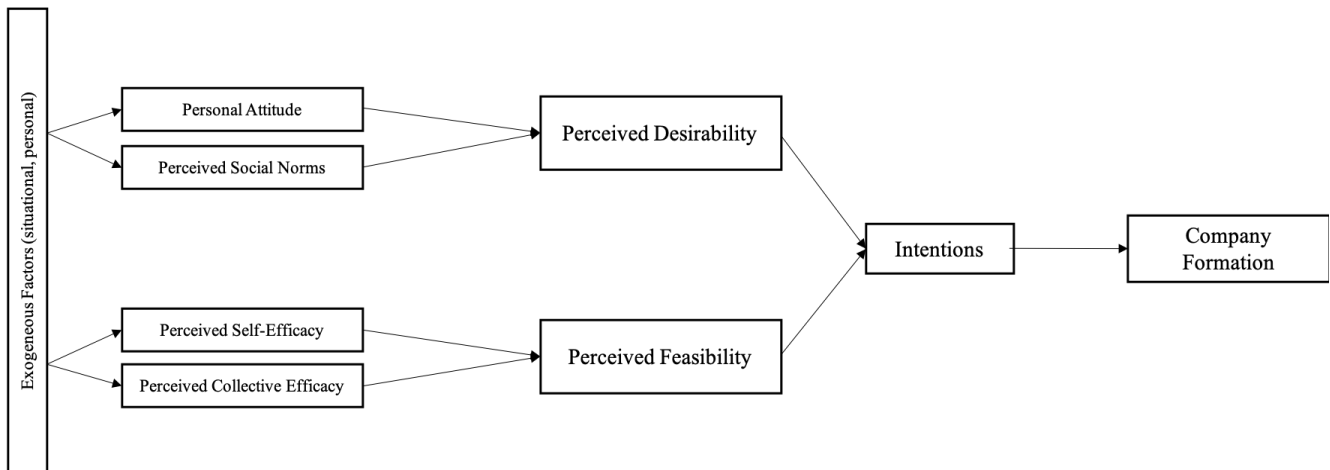 Exogeneous Factors (situational, personal)
Personal Attitude
Perceived Social Norms
Perceived Self-Efficacy
Perceived Collective Efficacy
Perceived Desirability
Perceived Feasibility
Intentions
Company
Formation